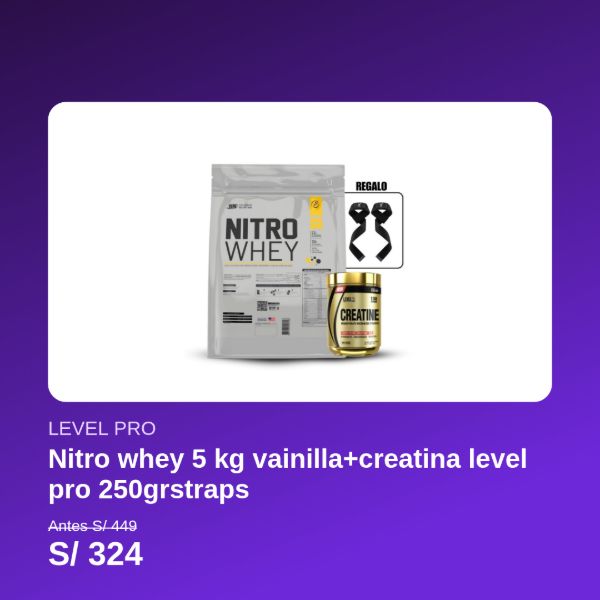 REGALO
NITRO
WHEY
CREATINE
LEVEL PRO
Nitro whey 5 kg vainilla+creatina level
pro 250grstraps
Antes S/ 449
S/ 324